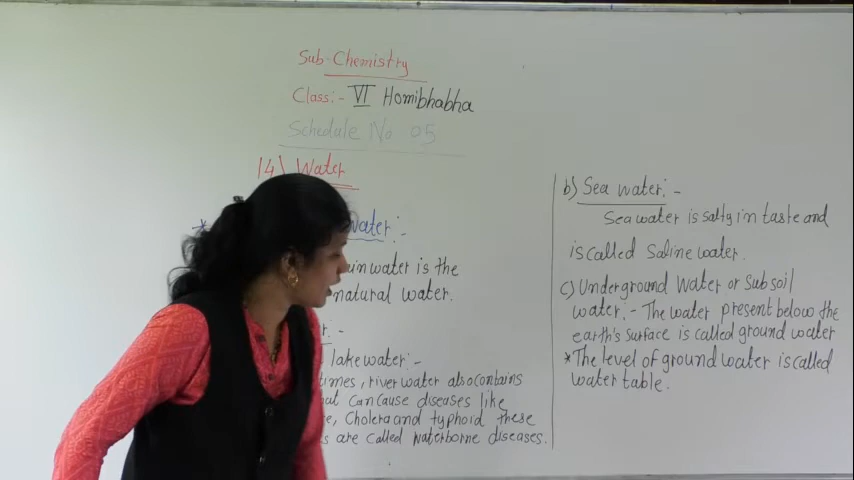 Sub-Chemistry
Class:- VI Homibhabha
Schedule No 05
14) Water
* water:-
water is the
natural water.
:-
lake water:-
times, river water also contains
can cause diseases like
Cholera and typhoid these
are called waterborne diseases.
b) Sea water:-
Sea water is salty in taste and
is called Saline water.
c) Underground Water or Subsoil
water:- The water present below the
earth's surface is called ground water
*The level of ground water is called
water table.